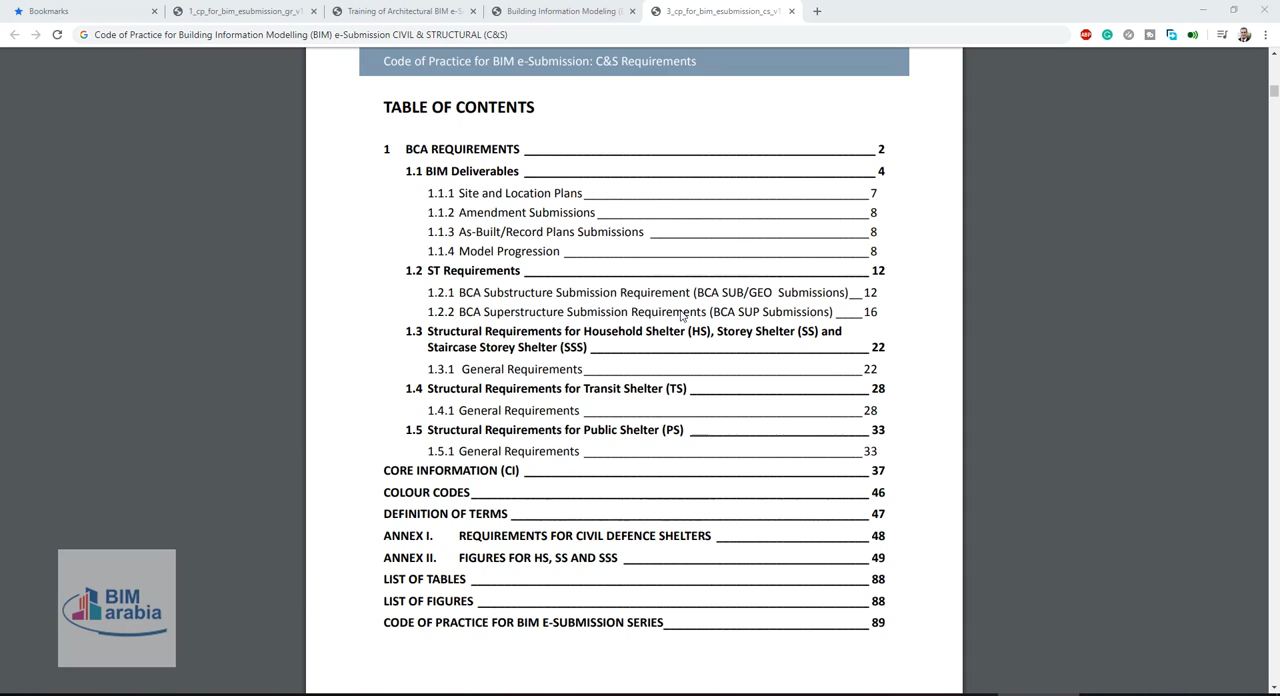 Bookmarks
1_cp_for_bim_esubmission_gr_v1
Training of Architectural BIM e-S
Building Information Modeling (
3_cp_for_bim_esubmission_cs_v1
Code of Practice for Building Information Modelling (BIM) e-Submission CIVIL & STRUCTURAL (C&S)
ABP
Code of Practice for BIM e-Submission: C&S Requirements
TABLE OF CONTENTS
1 BCA REQUIREMENTS 2
1.1 BIM Deliverables 4
1.1.1 Site and Location Plans 7
1.1.2 Amendment Submissions 8
1.1.3 As-Built/Record Plans Submissions 8
1.1.4 Model Progression 8
1.2 ST Requirements 12
1.2.1 BCA Substructure Submission Requirement (BCA SUB/GEO Submissions) 12
1.2.2 BCA Superstructure Submission Requirements (BCA SUP Submissions) 16
1.3 Structural Requirements for Household Shelter (HS), Storey Shelter (SS) and
Staircase Storey Shelter (SSS) 22
1.3.1 General Requirements 22
1.4 Structural Requirements for Transit Shelter (TS) 28
1.4.1 General Requirements 28
1.5 Structural Requirements for Public Shelter (PS) 33
1.5.1 General Requirements 33
CORE INFORMATION (CI) 37
COLOUR CODES 46
DEFINITION OF TERMS 47
ANNEX I. REQUIREMENTS FOR CIVIL DEFENCE SHELTERS 48
ANNEX II. FIGURES FOR HS, SS AND SSS 49
LIST OF TABLES 88
LIST OF FIGURES 88
CODE OF PRACTICE FOR BIM E-SUBMISSION SERIES 89
BIM
arabia